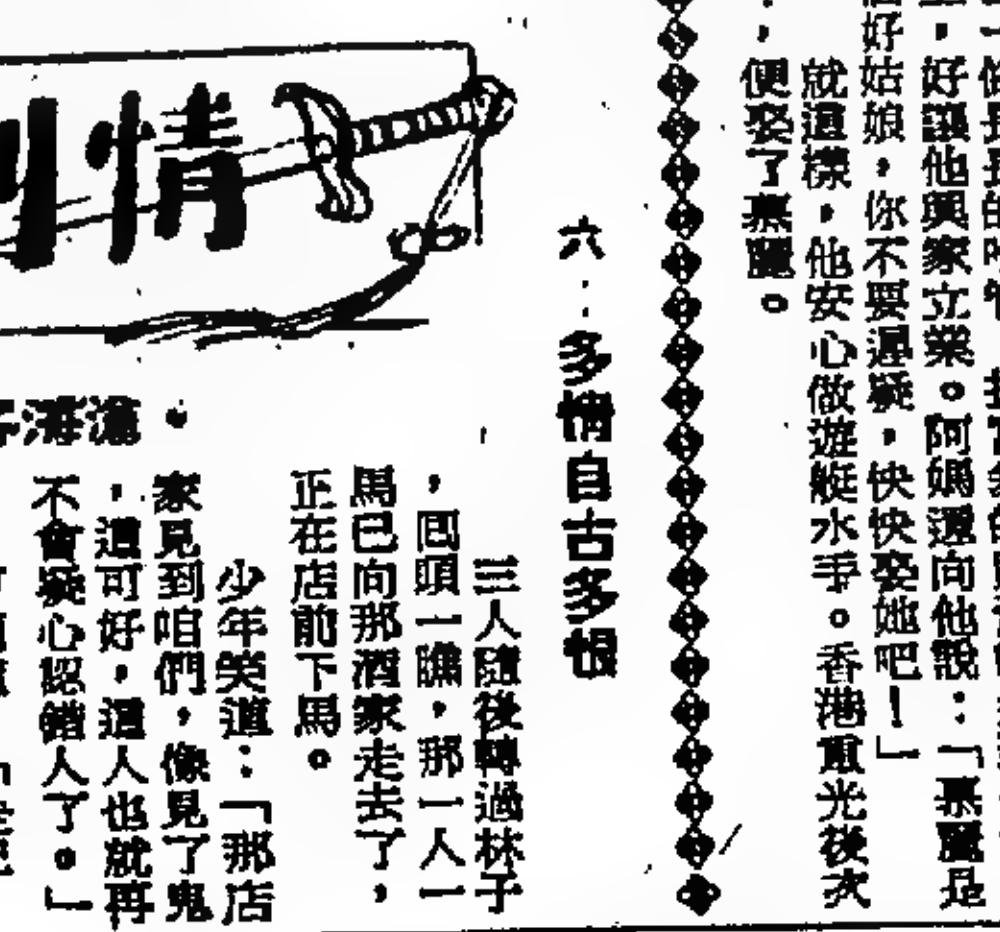 好讓他興家立業。阿媽還向他說：「慕麗是
好姑娘，你不要遲疑，快快娶她吧！」
就這樣，他安心做遊艇水手。香港重光後次
，便娶了慕麗。
六：多情自古多恨
情
三人隨後轉過林子
，回頭一瞧，那一人一
馬已向那酒家走去了，
正在店前下馬。
少年笑道：「那店
家見到咱們，像見了鬼
，這可好，這人也就再
不會疑心認錯人了。」